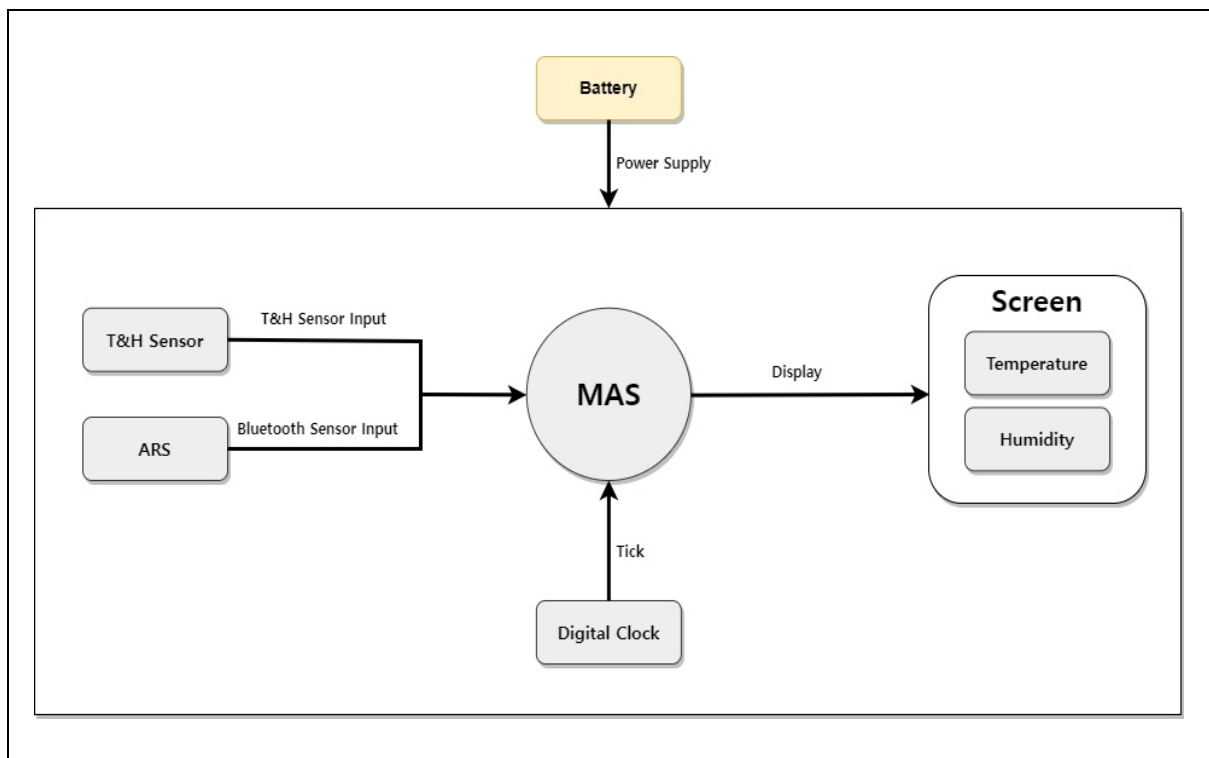 Battery
Power Supply
T&H Sensor
T&H Sensor Input
ARS
Bluetooth Sensor Input
MAS
Display
Screen
Temperature
Humidity
Tick
Digital Clock